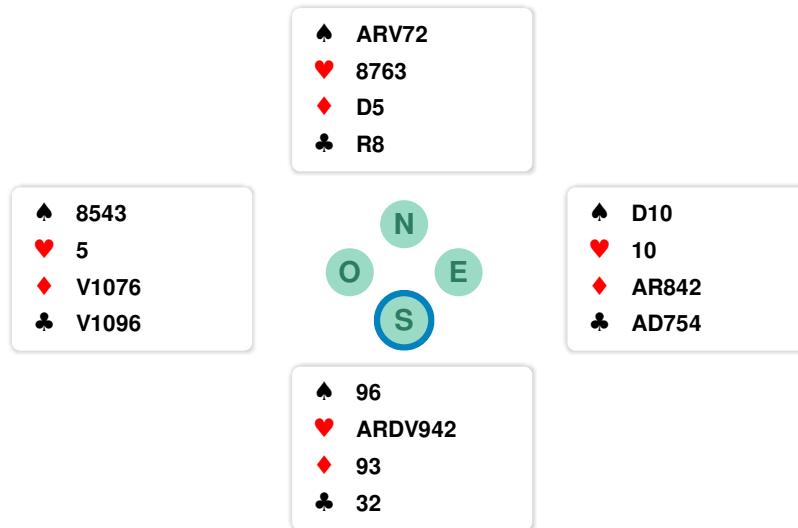 ♠ ARV72
♥ 8763
♦ D5
♣ R8
♠ 8543
♥ 5
♦ V1076
♣ V1096
N
O E
S
♠ D10
♥ 10
♦ AR842
♣ AD754
♠ 96
♥ ARDV942
♦ 93
♣ 32